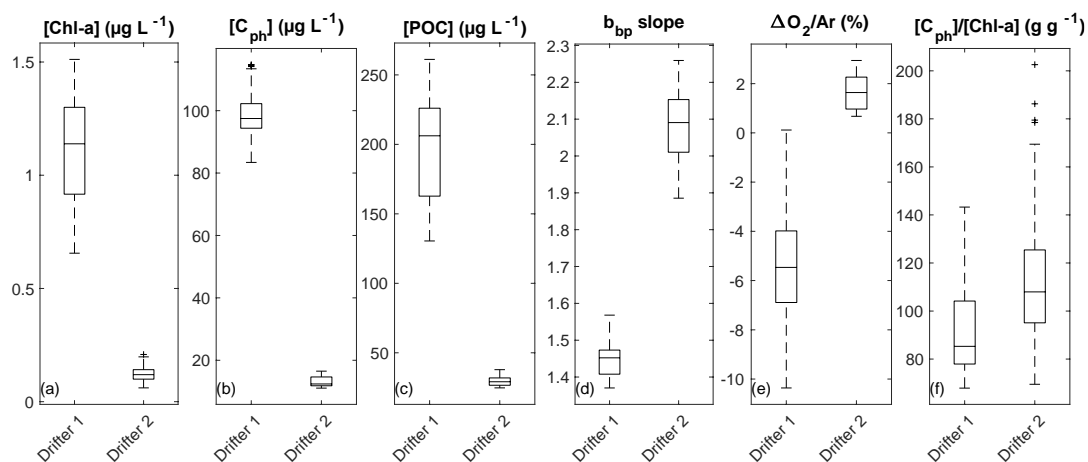 [Chl-a] (µg L⁻¹)
1.5
1
0.5
0
(a)
Drifter 1
Drifter 2
[C_ph] (µg L⁻¹)
100
80
60
40
20
(b)
Drifter 1
Drifter 2
[POC] (µg L⁻¹)
250
200
150
100
50
(c)
Drifter 1
Drifter 2
b_bp slope
2.3
2.2
2.1
2
1.9
1.8
1.7
1.6
1.5
1.4
(d)
Drifter 1
Drifter 2
ΔO₂/Ar (%)
2
0
-2
-4
-6
-8
-10
(e)
Drifter 1
Drifter 2
[C_ph]/[Chl-a] (g g⁻¹)
200
180
160
140
120
100
80
(f)
Drifter 1
Drifter 2